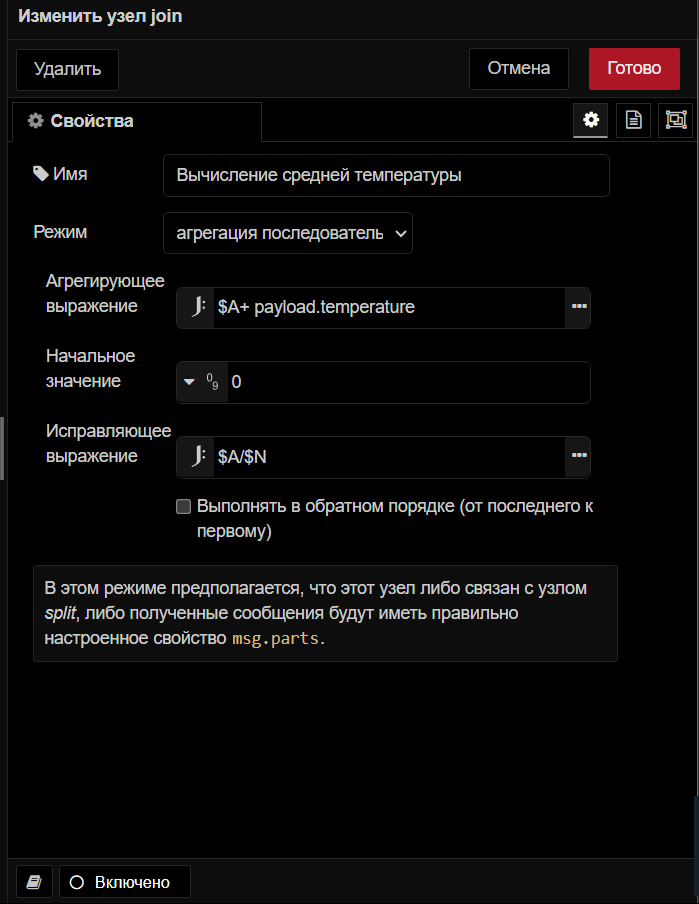 Изменить узел join
Удалить
Отмена
Готово
Свойства
Имя
Вычисление средней температуры
Режим
агрегация последователь
Агрегирующее
выражение
$A+ payload.temperature
Начальное
значение
0
9
0
Исправляющее
выражение
$A/$N
Выполнять в обратном порядке (от последнего к
первому)
В этом режиме предполагается, что этот узел либо связан с узлом
split, либо полученные сообщения будут иметь правильно
настроенное свойство msg.parts.
Включено